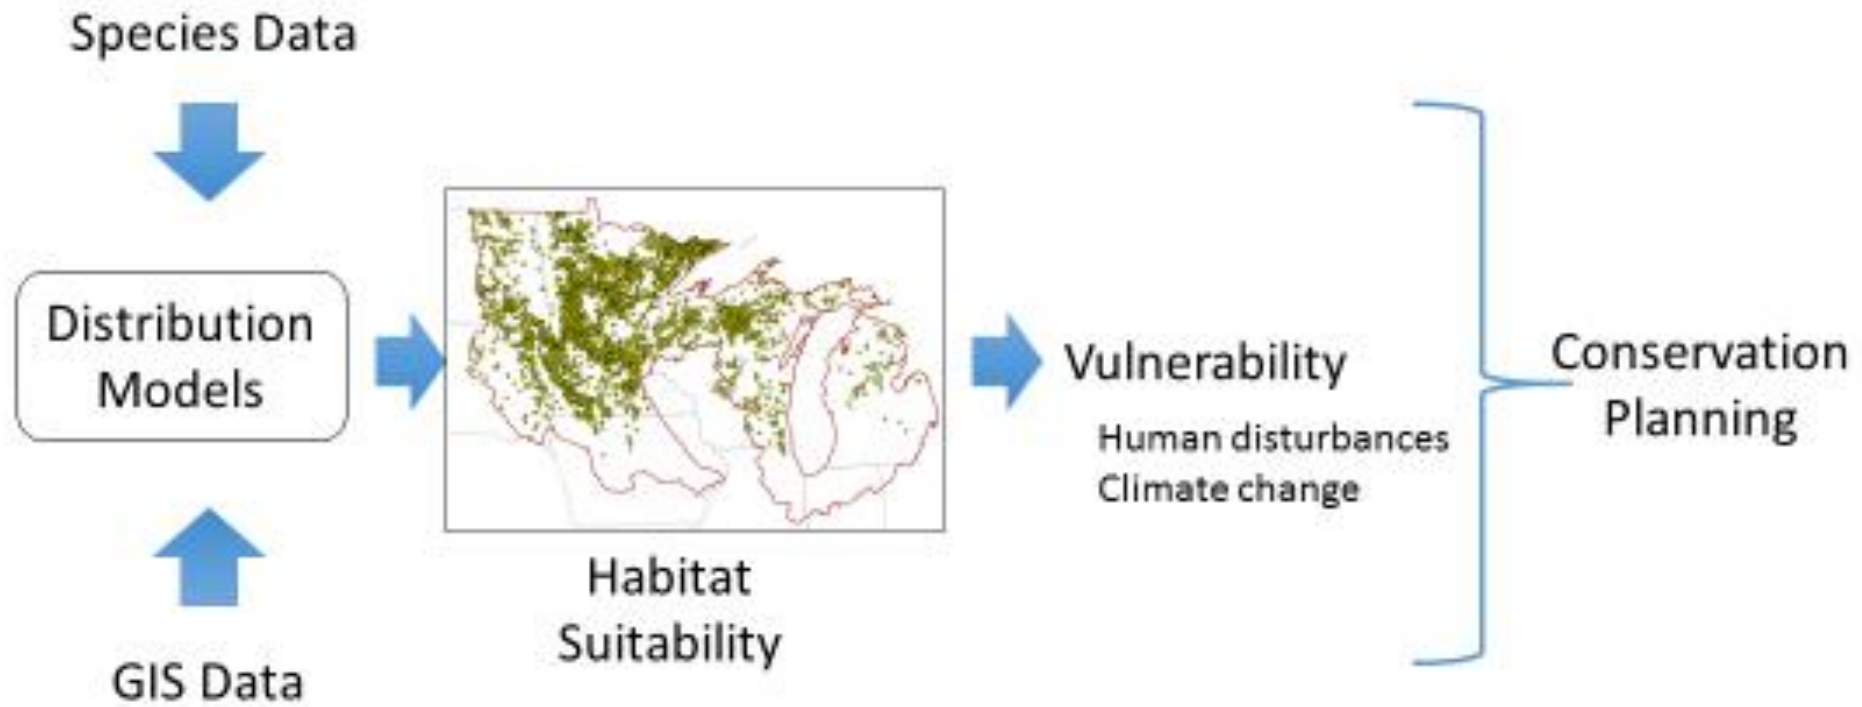 Species Data
Distribution
Models
GIS Data
Habitat
Suitability
Vulnerability
Human disturbances
Climate change
Conservation
Planning